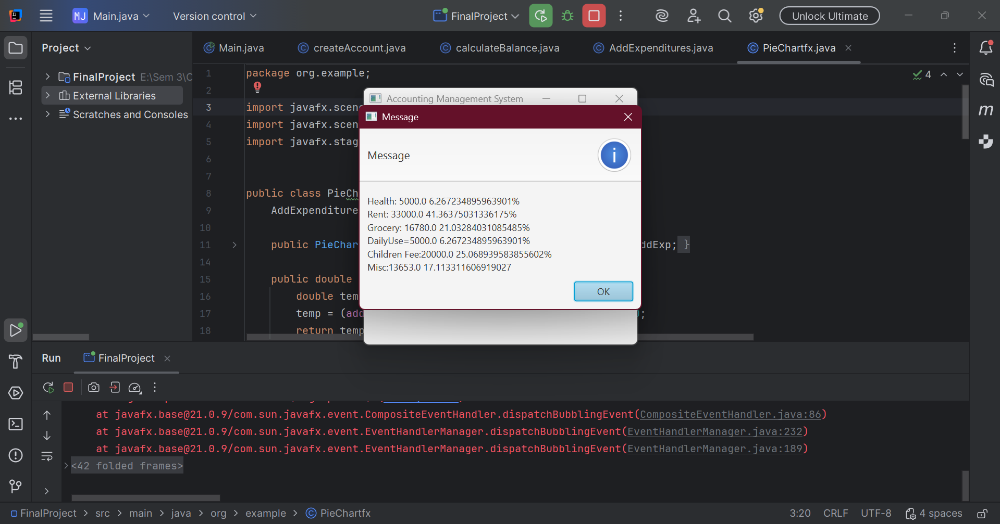 MJ Main.java Version control FinalProject Unlock Ultimate
Project
Main.java createAccount.java calculateBalance.java AddExpenditures.java PieChartfx.java
FinalProject E:\Sem 3\O
External Libraries
Scratches and Consoles
1 package org.example;
4
2
3 import javafx.scen
4 import javafx.scen
5 import javafx.stag
6
7
8 public class PieCh
9 AddExpenditure
10
11 public PieChar ddExp; }
14
15 public double
16 double tem
17 temp = (add ;
18 return temp
Accounting Management System
Message
Message
Health: 5000.0 6.267234895963901%
Rent: 33000.0 41.36375031336175%
Grocery: 16780.0 21.03284031085485%
DailyUse=5000.0 6.267234895963901%
Children Fee:20000.0 25.068939583855602%
Misc:13653.0 17.113311606919027
OK
Run FinalProject
at javafx.base@21.0.9/com.sun.javafx.event.CompositeEventHandler.dispatchBubblingEvent(CompositeEventHandler.java:86)
at javafx.base@21.0.9/com.sun.javafx.event.EventHandlerManager.dispatchBubblingEvent(EventHandlerManager.java:232)
at javafx.base@21.0.9/com.sun.javafx.event.EventHandlerManager.dispatchBubblingEvent(EventHandlerManager.java:189)
<42 folded frames>
FinalProject > src > main > java > org > example > PieChartfx 3:20 CRLF UTF-8 4 spaces